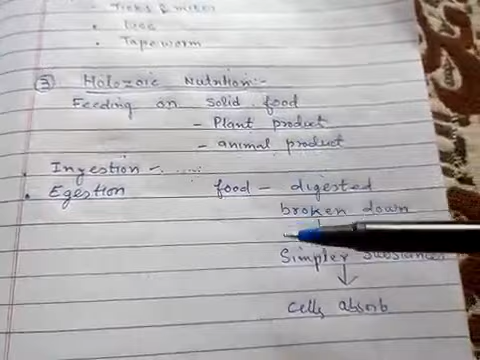 Ticks & mites
• Lice
• Tapeworm
③ Holozoic Nutrition:-
Feeding on solid food
- Plant product
- animal product
• Ingestion -. .....
• Egestion food - digested
broken down
Simpler substances
cells absorb